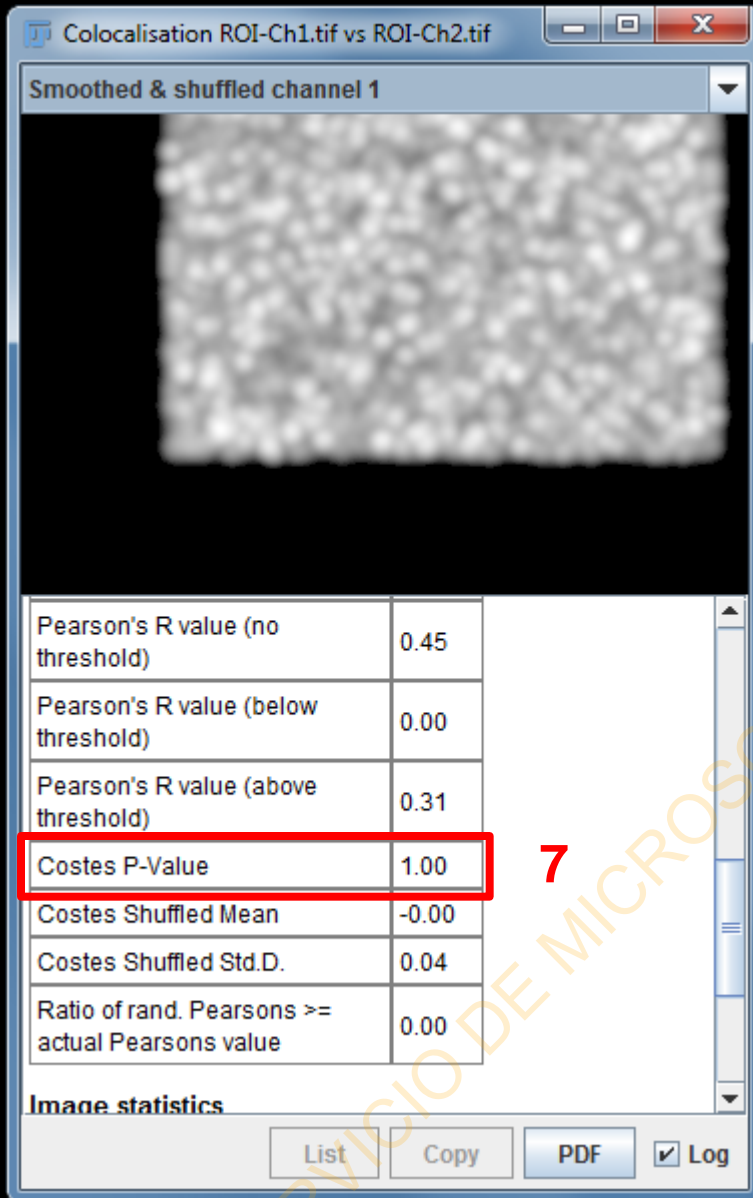 Colocalisation ROI-Ch1.tif vs ROI-Ch2.tif
Smoothed & shuffled channel 1
Pearson's R value (no
threshold)
0.45
Pearson's R value (below
threshold)
0.00
Pearson's R value (above
threshold)
0.31
Costes P-Value
1.00
7
Costes Shuffled Mean
-0.00
Costes Shuffled Std.D.
0.04
Ratio of rand. Pearsons >=
actual Pearsons value
0.00
Image statistics
List
Copy
PDF
Log
DE